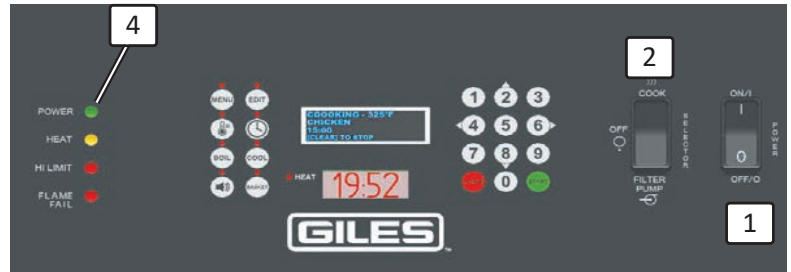 4
POWER
HEAT
HI LIMIT
FLAME
FAIL
MENU EDIT
BOIL COOL
BASKET
COOOKING - 325°F
CHICKEN
15:00
[CLEAR] TO STOP
HEAT 19:52
GILES
1 2 3
4 5 6
7 8 9
0 START
2
COOK
OFF
SELECTOR
FILTER
PUMP
ON/I
I
O
POWER
OFF/O
1